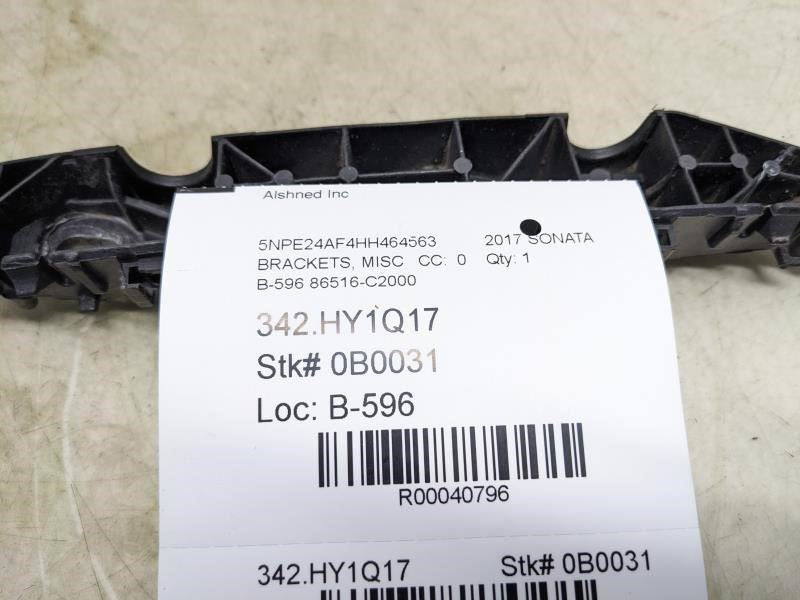 Alshned Inc
5NPE24AF4HH464563 2017 SONATA
BRACKETS, MISC CC: 0 Qty: 1
B-596 86516-C2000
342.HY1Q17
Stk# 0B0031
Loc: B-596
R00040796
342.HY1Q17 Stk# 0B0031